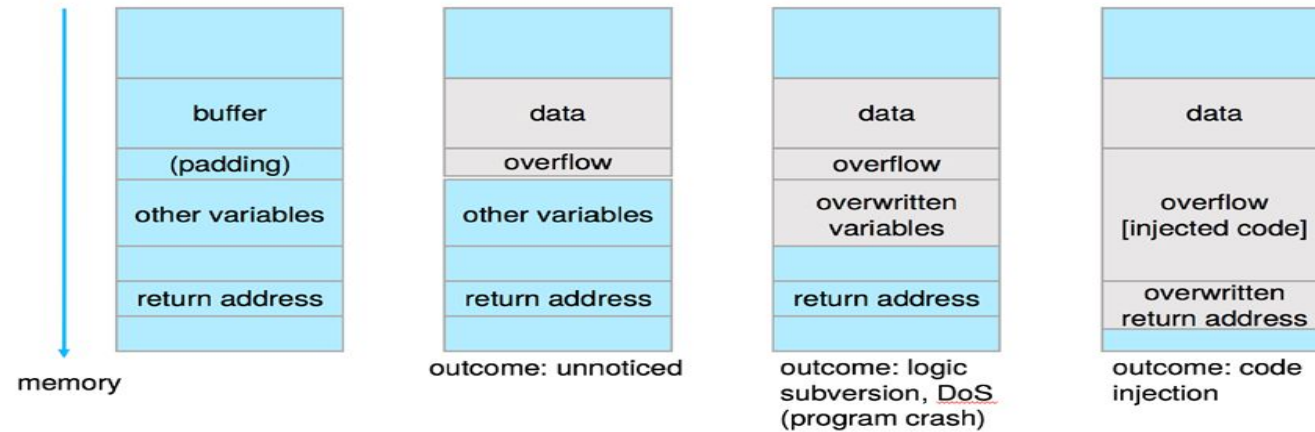 buffer
(padding)
other variables
return address
memory
data
overflow
other variables
return address
outcome: unnoticed
data
overflow
overwritten
variables
return address
outcome: logic
subversion, DoS
(program crash)
data
overflow
[injected code]
overwritten
return address
outcome: code
injection